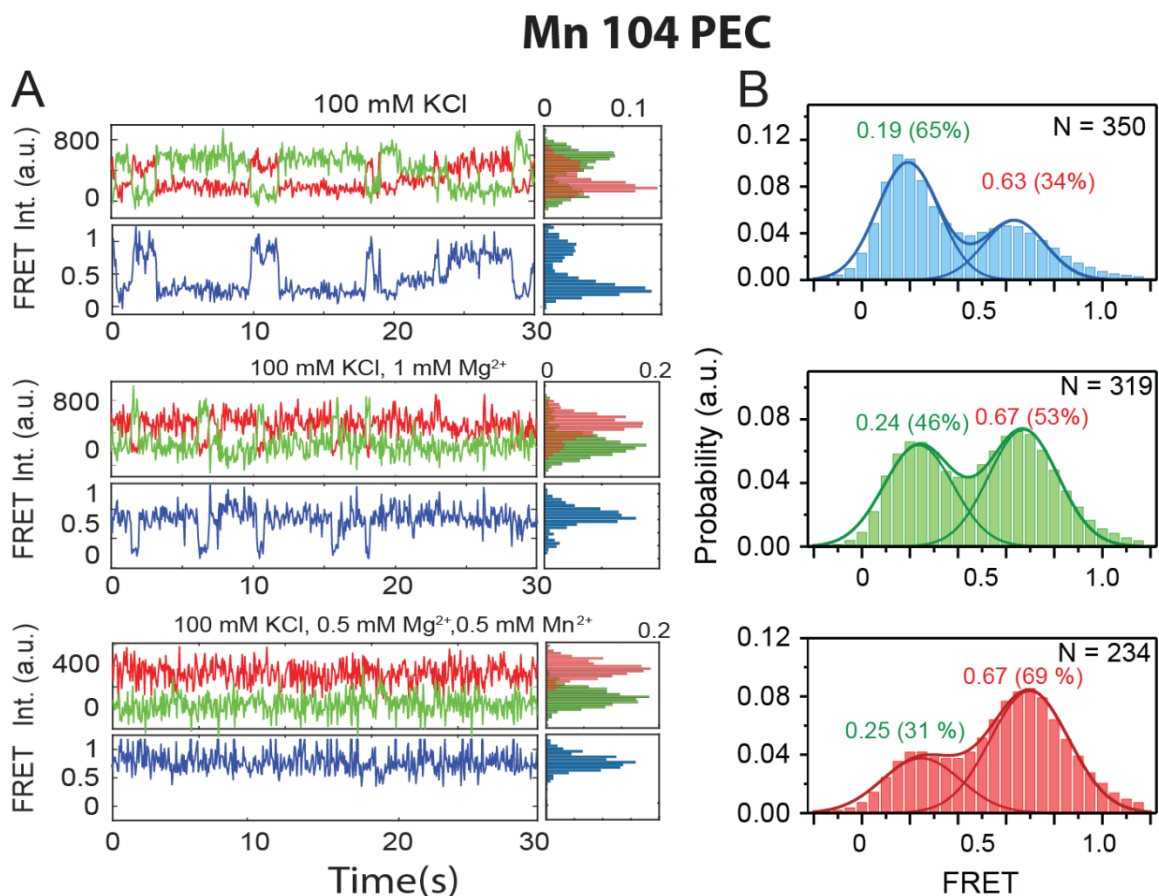 Mn 104 PEC
A
100 mM KCl
0 0.1
800
0
Int. (a.u.)
1
0.5
0
FRET
0 10 20 30
100 mM KCl, 1 mM Mg²⁺
0 0.2
800
0
Int. (a.u.)
1
0.5
0
FRET
0 10 20 30
100 mM KCl, 0.5 mM Mg²⁺,0.5 mM Mn²⁺
0.2
400
0
Int. (a.u.)
1
0.5
0
FRET
0 10 20 30
Time(s)
B
0.19 (65%)
N = 350
0.63 (34%)
0.12
0.08
0.04
0.00
0 0.5 1.0
N = 319
0.24 (46%)
0.67 (53%)
0.08
0.04
0.00
0 0.5 1.0
Probability (a.u.)
N = 234
0.67 (69 %)
0.25 (31 %)
0.12
0.08
0.04
0.00
0 0.5 1.0
FRET